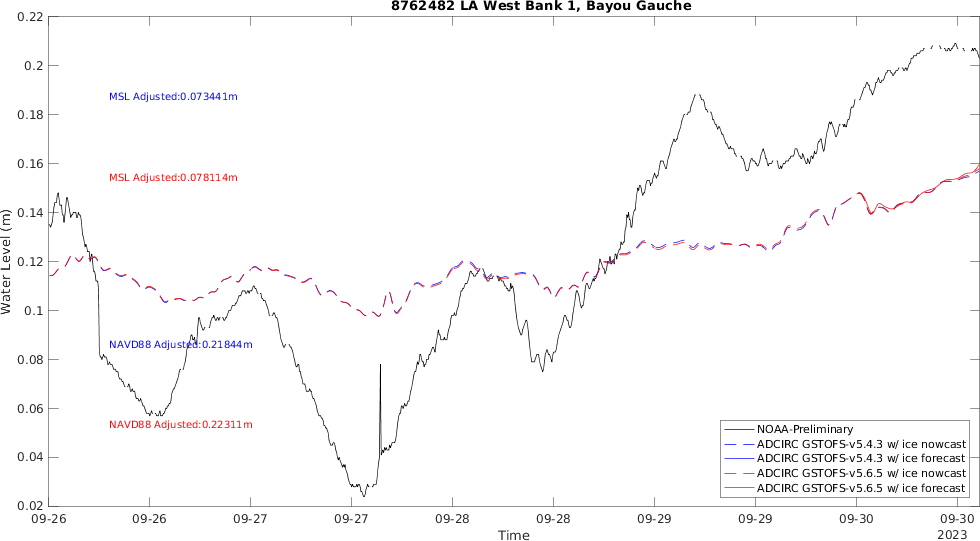 8762482 LA West Bank 1, Bayou Gauche
0.22
0.2
0.18
0.16
0.14
0.12
0.1
0.08
0.06
0.04
0.02
Water Level (m)
MSL Adjusted:0.073441m
MSL Adjusted:0.078114m
NAVD88 Adjusted:0.21844m
NAVD88 Adjusted:0.22311m
NOAA-Preliminary
ADCIRC GSTOFS-v5.4.3 w/ ice nowcast
ADCIRC GSTOFS-v5.4.3 w/ ice forecast
ADCIRC GSTOFS-v5.6.5 w/ ice nowcast
ADCIRC GSTOFS-v5.6.5 w/ ice forecast
09-26 09-26 09-27 09-27 09-28 09-28 09-29 09-29 09-30 09-30
Time
2023